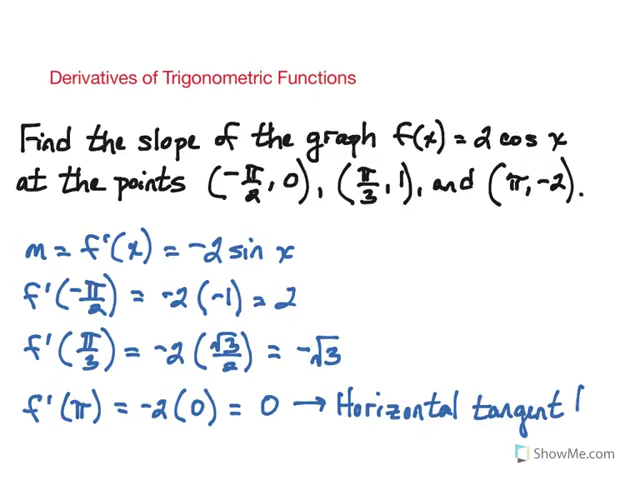 Derivatives of Trigonometric Functions
Find the slope of the graph f(x) = 2 cos x
at the points (-π/2, 0), (π/3, 1), and (π, -2).
m = f'(x) = -2 sin x
f'(-π/2) = -2(-1) = 2
f'(π/3) = -2(√3/2) = -√3
f'(π) = -2(0) = 0 → Horizontal tangent l
ShowMe.com